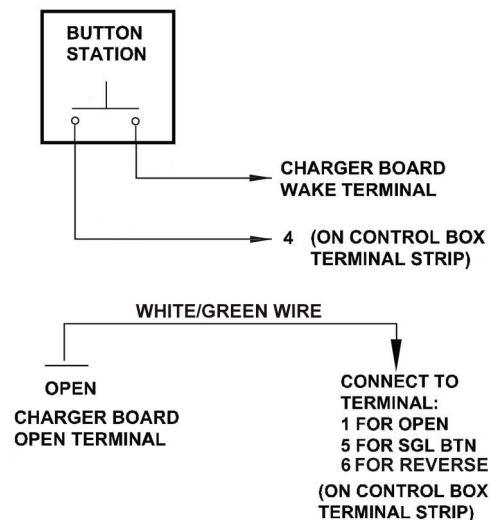 BUTTON
STATION
CHARGER BOARD
WAKE TERMINAL
4 (ON CONTROL BOX
TERMINAL STRIP)
WHITE/GREEN WIRE
OPEN
CHARGER BOARD
OPEN TERMINAL
CONNECT TO
TERMINAL:
1 FOR OPEN
5 FOR SGL BTN
6 FOR REVERSE
(ON CONTROL BOX
TERMINAL STRIP)